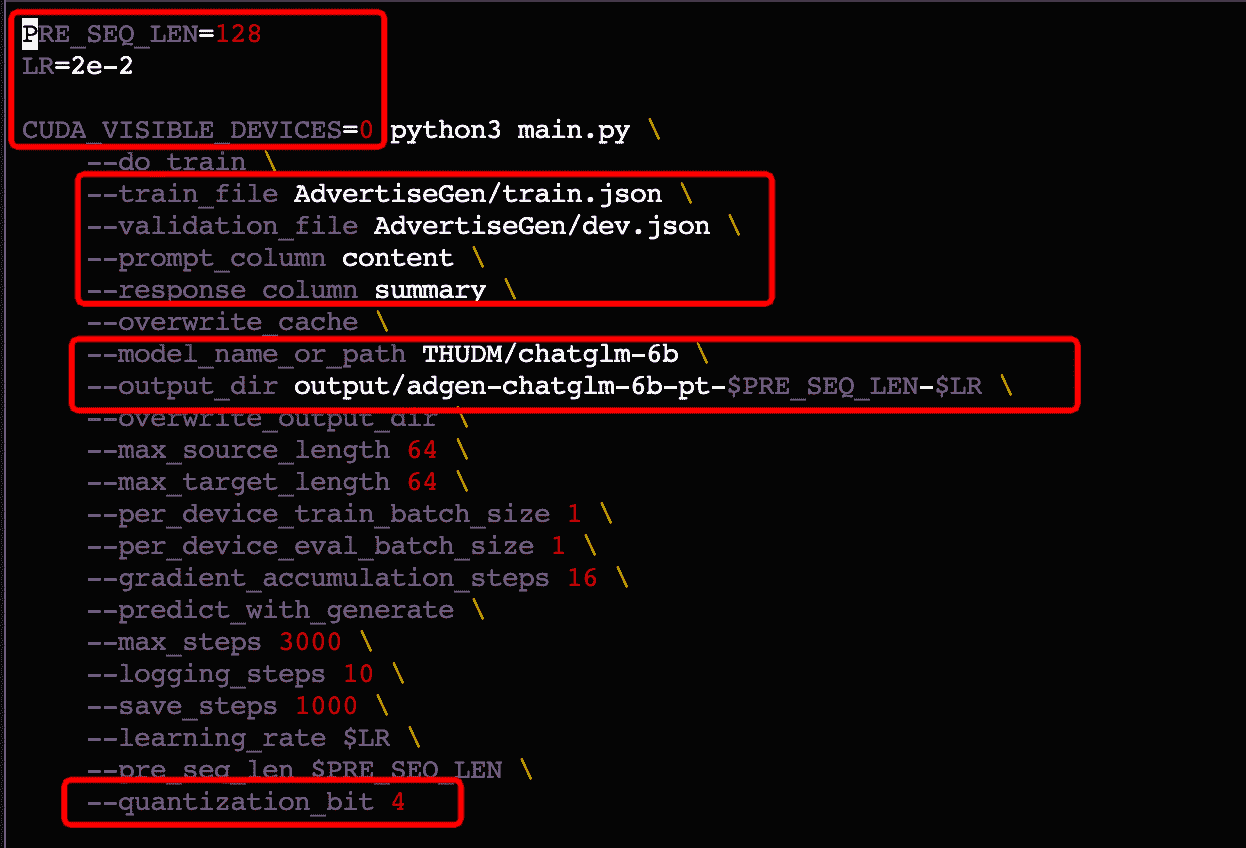 PRE_SEQ_LEN=128
LR=2e-2
CUDA_VISIBLE_DEVICES=0 python3 main.py \
--do_train \
--train_file AdvertiseGen/train.json \
--validation_file AdvertiseGen/dev.json \
--prompt_column content \
--response_column summary \
--overwrite_cache \
--model_name_or_path THUDM/chatglm-6b \
--output_dir output/adgen-chatglm-6b-pt-$PRE_SEQ_LEN-$LR \
--overwrite_output_dir \
--max_source_length 64 \
--max_target_length 64 \
--per_device_train_batch_size 1 \
--per_device_eval_batch_size 1 \
--gradient_accumulation_steps 16 \
--predict_with_generate \
--max_steps 3000 \
--logging_steps 10 \
--save_steps 1000 \
--learning_rate $LR \
--pre_seq_len $PRE_SEQ_LEN \
--quantization_bit 4